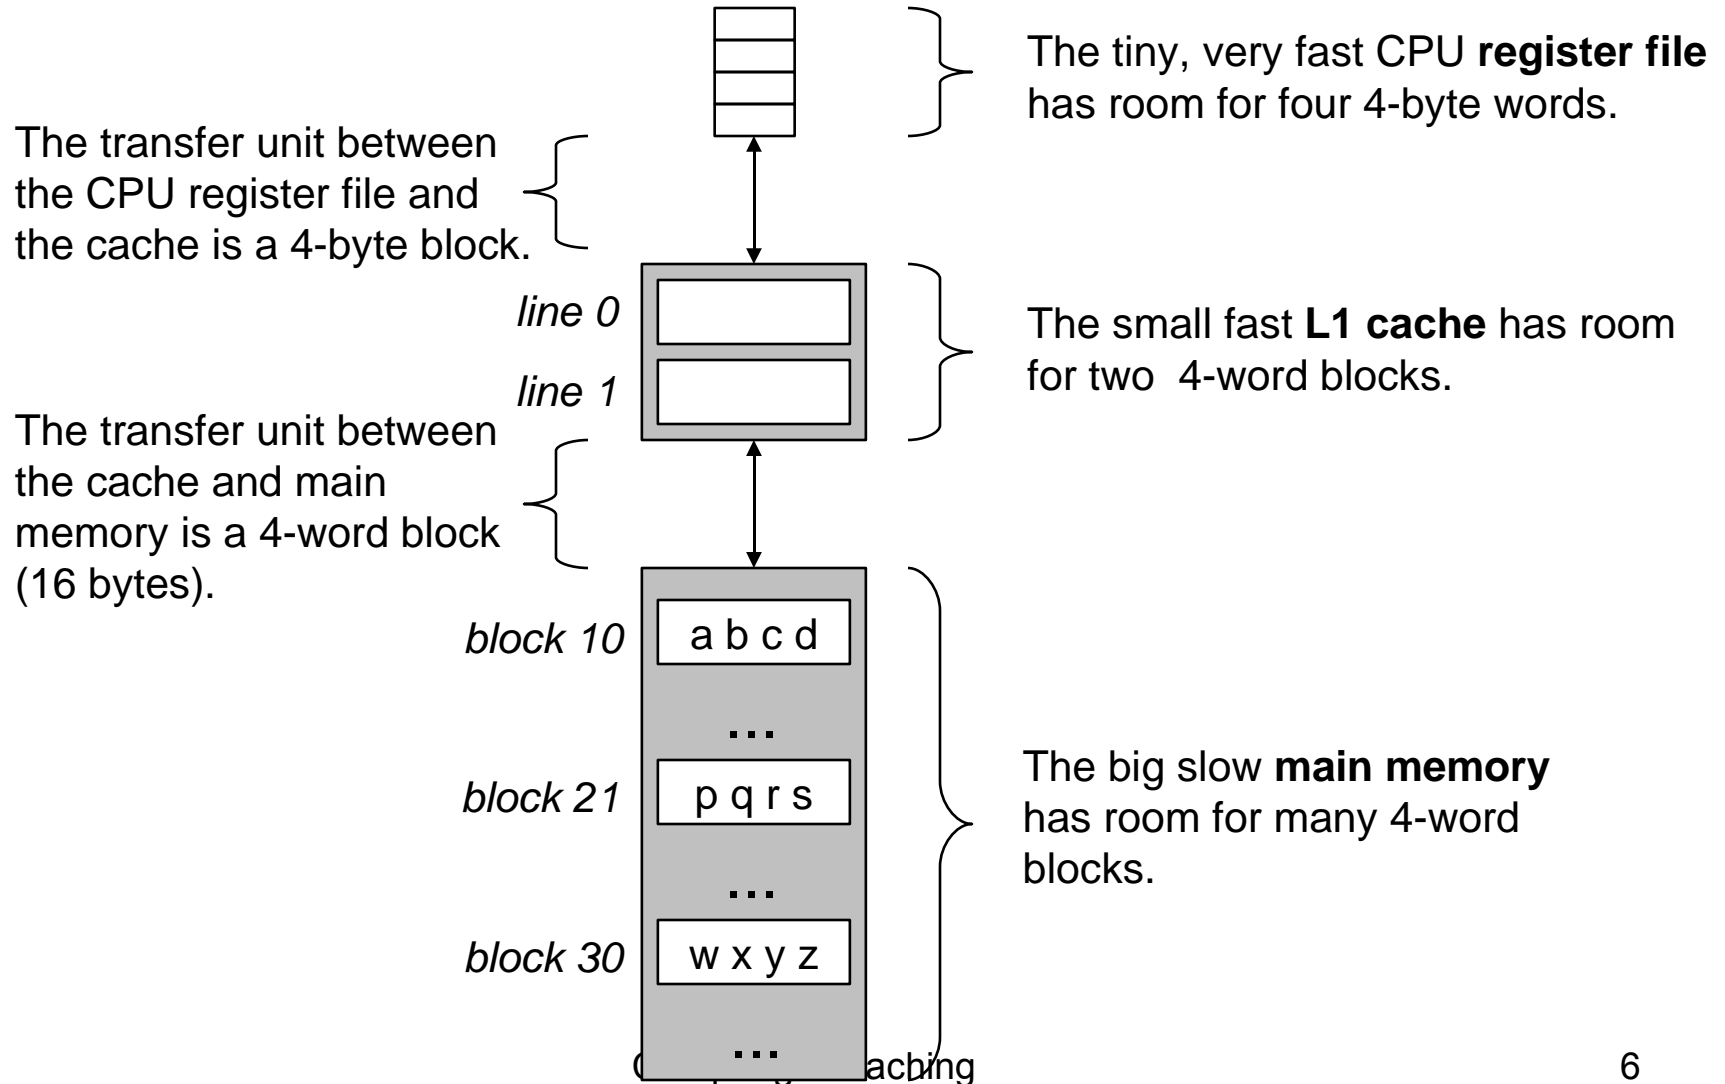 The tiny, very fast CPU register file
has room for four 4-byte words.
The transfer unit between
the CPU register file and
the cache is a 4-byte block.
line 0
line 1
The small fast L1 cache has room
for two 4-word blocks.
The transfer unit between
the cache and main
memory is a 4-word block
(16 bytes).
block 10
a b c d
...
block 21
p q r s
...
block 30
w x y z
...
The big slow main memory
has room for many 4-word
blocks.
6